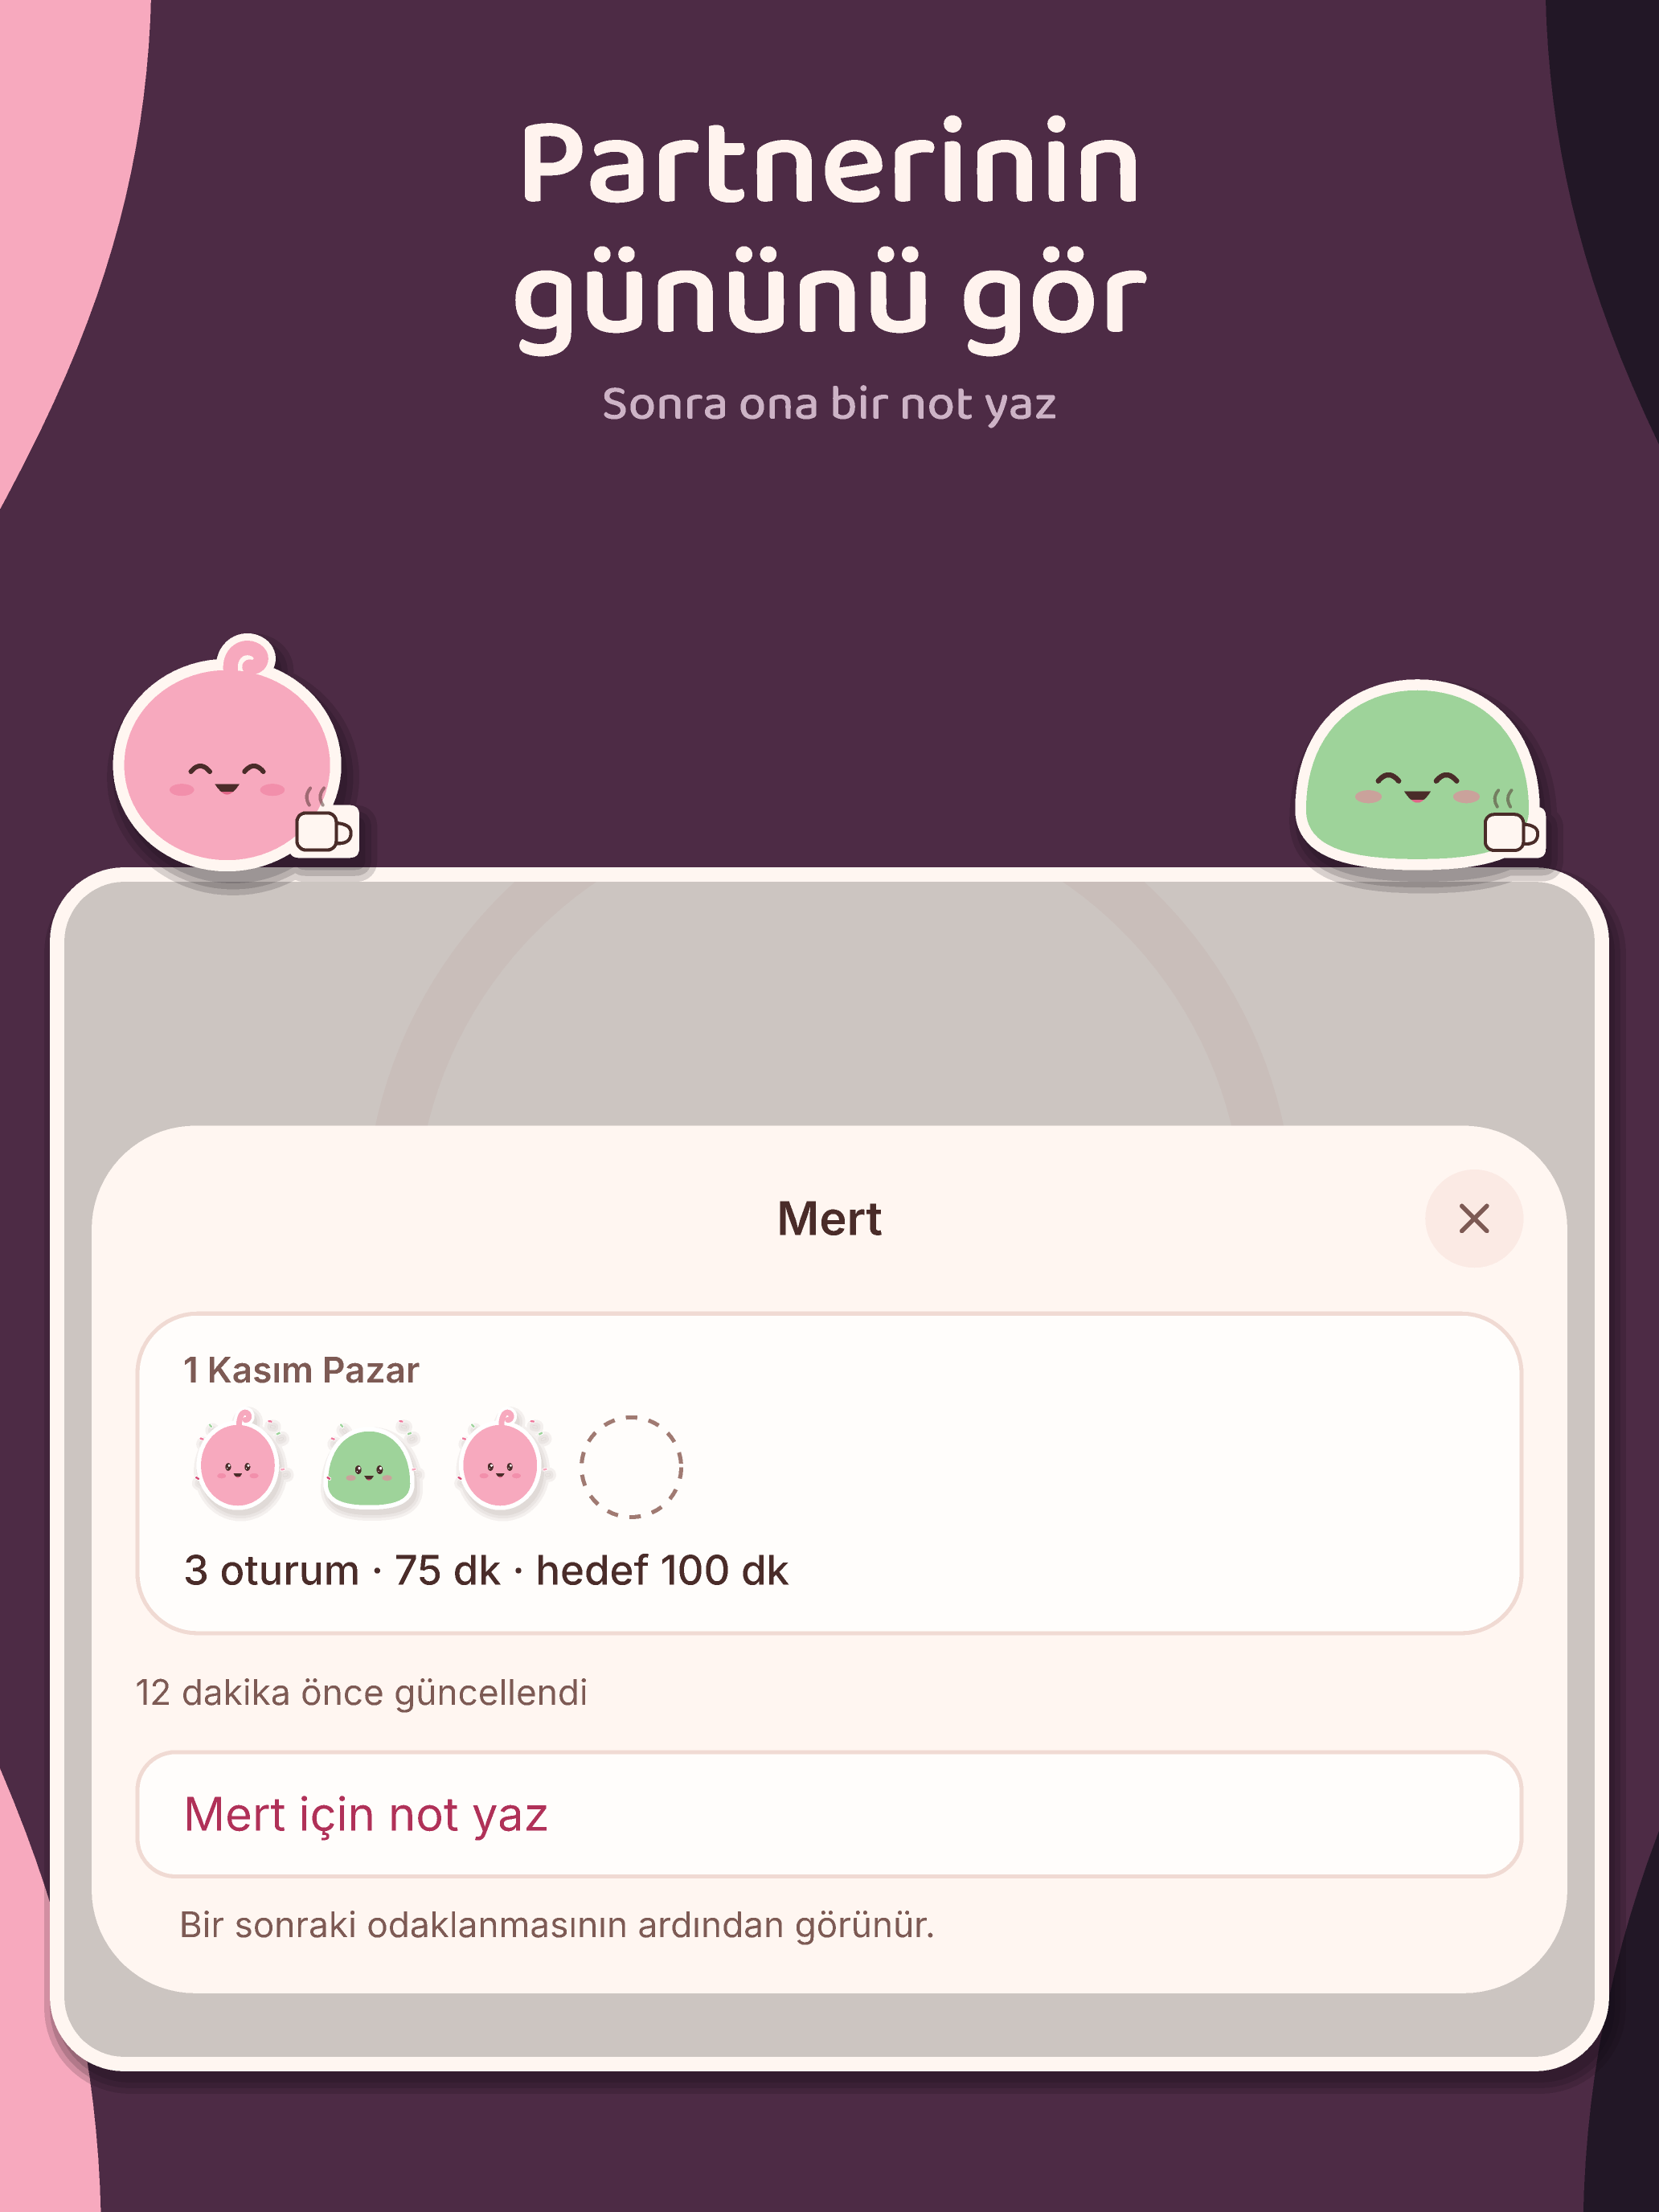 Partnerinin
gününü gör
Sonra ona bir not yaz
Mert
1 Kasım Pazar
3 oturum · 75 dk · hedef 100 dk
12 dakika önce güncellendi
Mert için not yaz
Bir sonraki odaklanmasının ardından görünür.